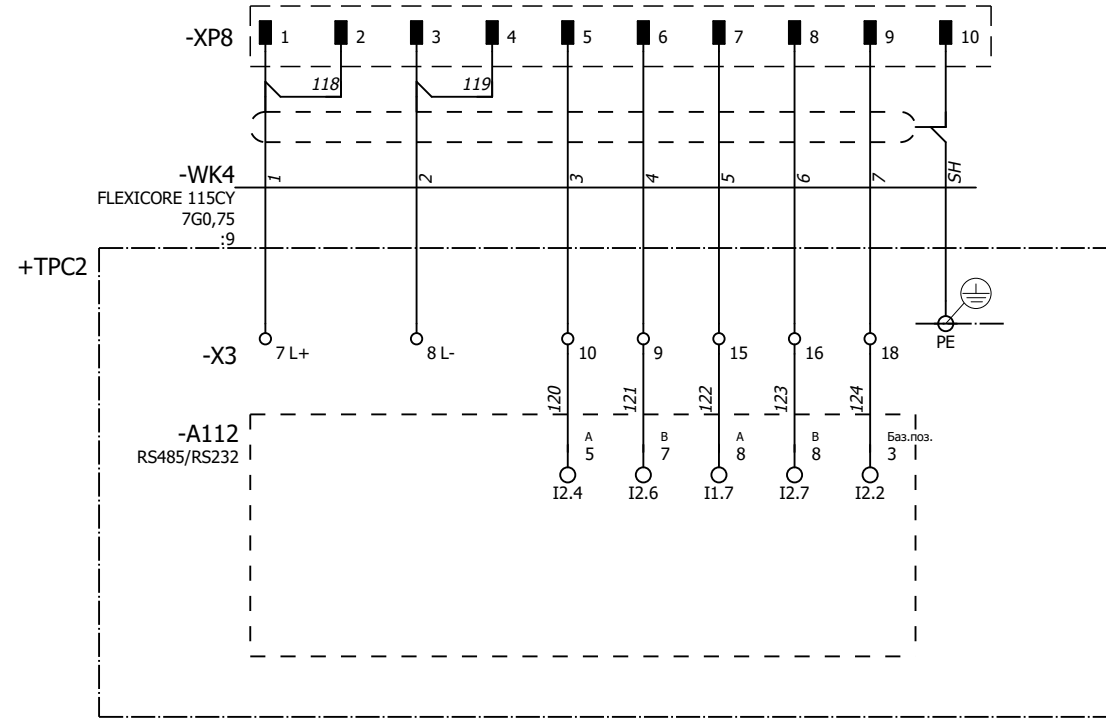 -XP8 1 2 3 4 5 6 7 8 9 10
118 119
-WK4 1 2 3 4 5 6 7 SH
FLEXICORE 115CY
7G0,75
:9
+TPC2
-X3 7 L+ 8 L- 10 9 15 16 18 PE
120 121 122 123 124
-A112
RS485/RS232
A B A B Баз.поз.
5 7 8 8 3
I2.4 I2.6 I1.7 I2.7 I2.2